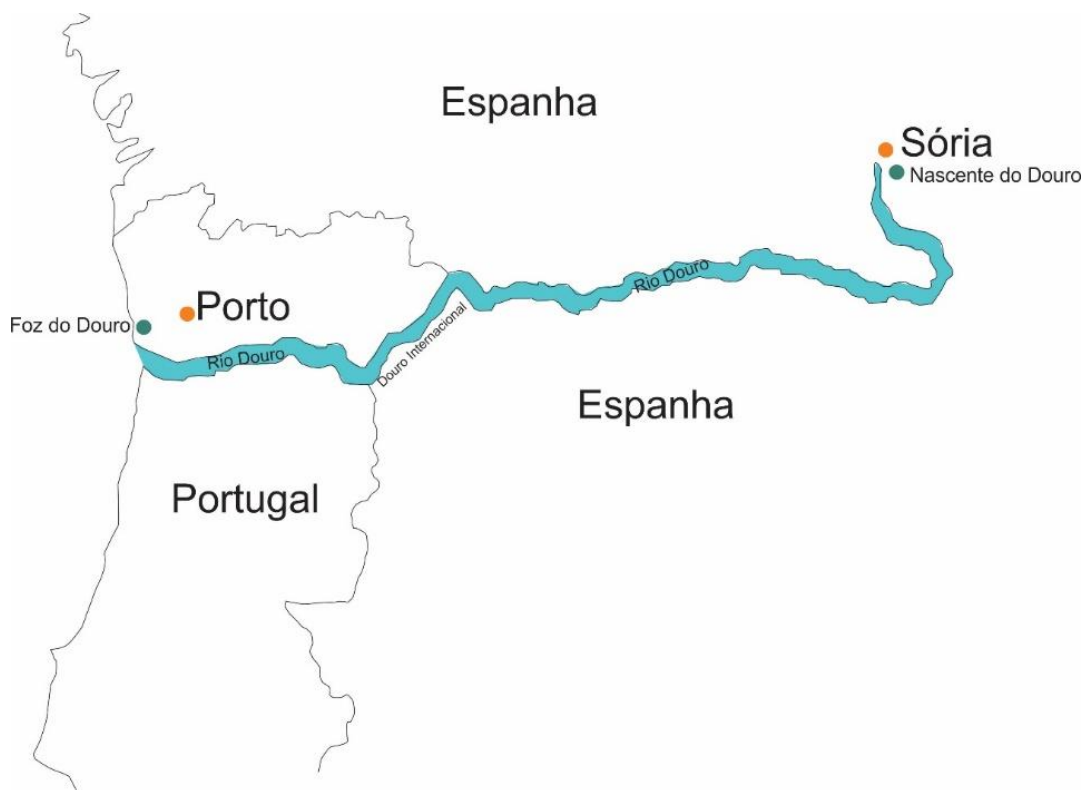 Espanha
Sória
Nascente do Douro
Rio Douro
Porto
Foz do Douro
Douro Internacional
Rio Douro
Espanha
Portugal